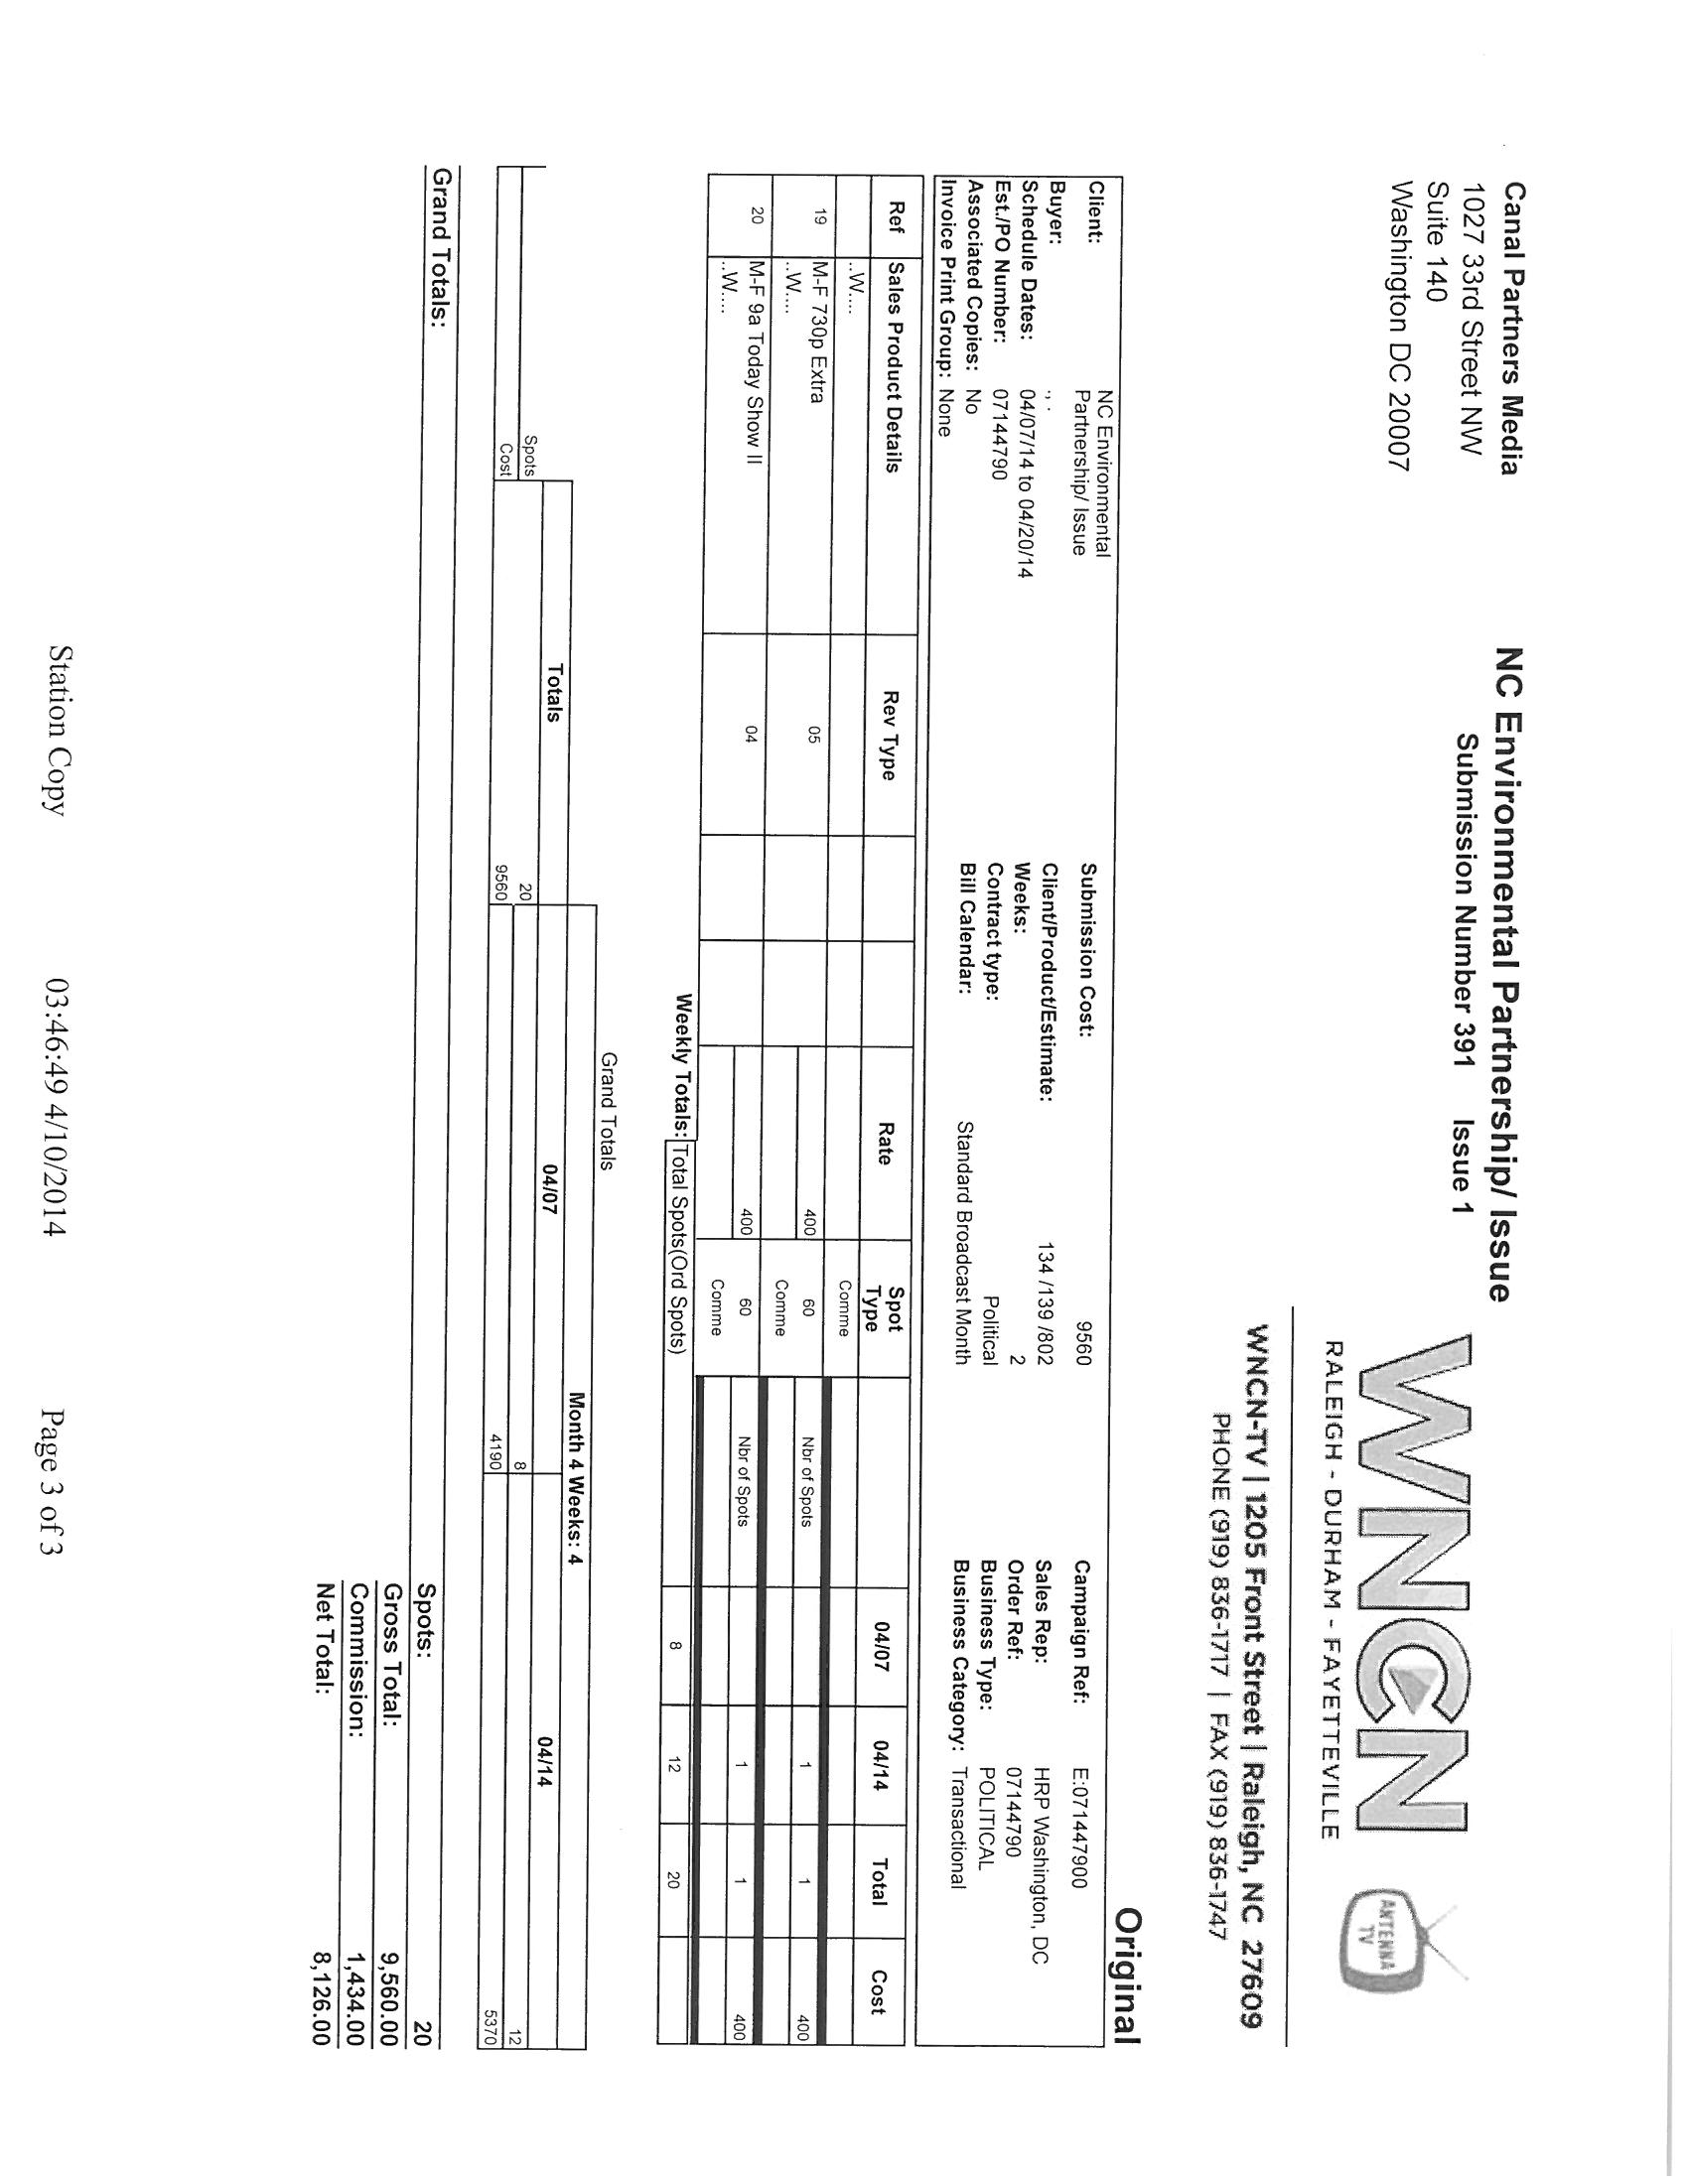 Canal Partners Media
1027 33rd Street NW
Suite 140
Washington DC 20007
NC Environmental Partnership/ Issue
Submission Number 391 Issue 1
WNCN
RALEIGH - DURHAM - FAYETTEVILLE
ANTENNA
TV
WNCN-TV | 1205 Front Street | Raleigh, NC 27609
PHONE (919) 836-1717 | FAX (919) 836-1747
Original
Client: NC Environmental Partnership/ Issue
Buyer: ., .
Schedule Dates: 04/07/14 to 04/20/14
Est./PO Number: 07144790
Associated Copies: No
Invoice Print Group: None
Submission Cost: 9560
Client/Product/Estimate: 134 /139 /802
Weeks: 2
Contract type: Political
Bill Calendar: Standard Broadcast Month
Campaign Ref: E:071447900
Sales Rep: HRP Washington, DC
Order Ref: 07144790
Business Type: POLITICAL
Business Category: Transactional
Ref Sales Product Details Rev Type Rate Spot Type 04/07 04/14 Total Cost
..W.... Comme
19 M-F 730p Extra 05 400 60 Nbr of Spots 1 1 400
..W.... Comme
20 M-F 9a Today Show II 04 400 60 Nbr of Spots 1 1 400
..W.... Comme
Weekly Totals: Total Spots(Ord Spots) 8 12 20
Grand Totals
Month 4 Weeks: 4
Totals 04/07 04/14
Spots 20 8 12
Cost 9560 4190 5370
Grand Totals:
Spots: 20
Gross Total: 9,560.00
Commission: 1,434.00
Net Total: 8,126.00
Station Copy 03:46:49 4/10/2014 Page 3 of 3